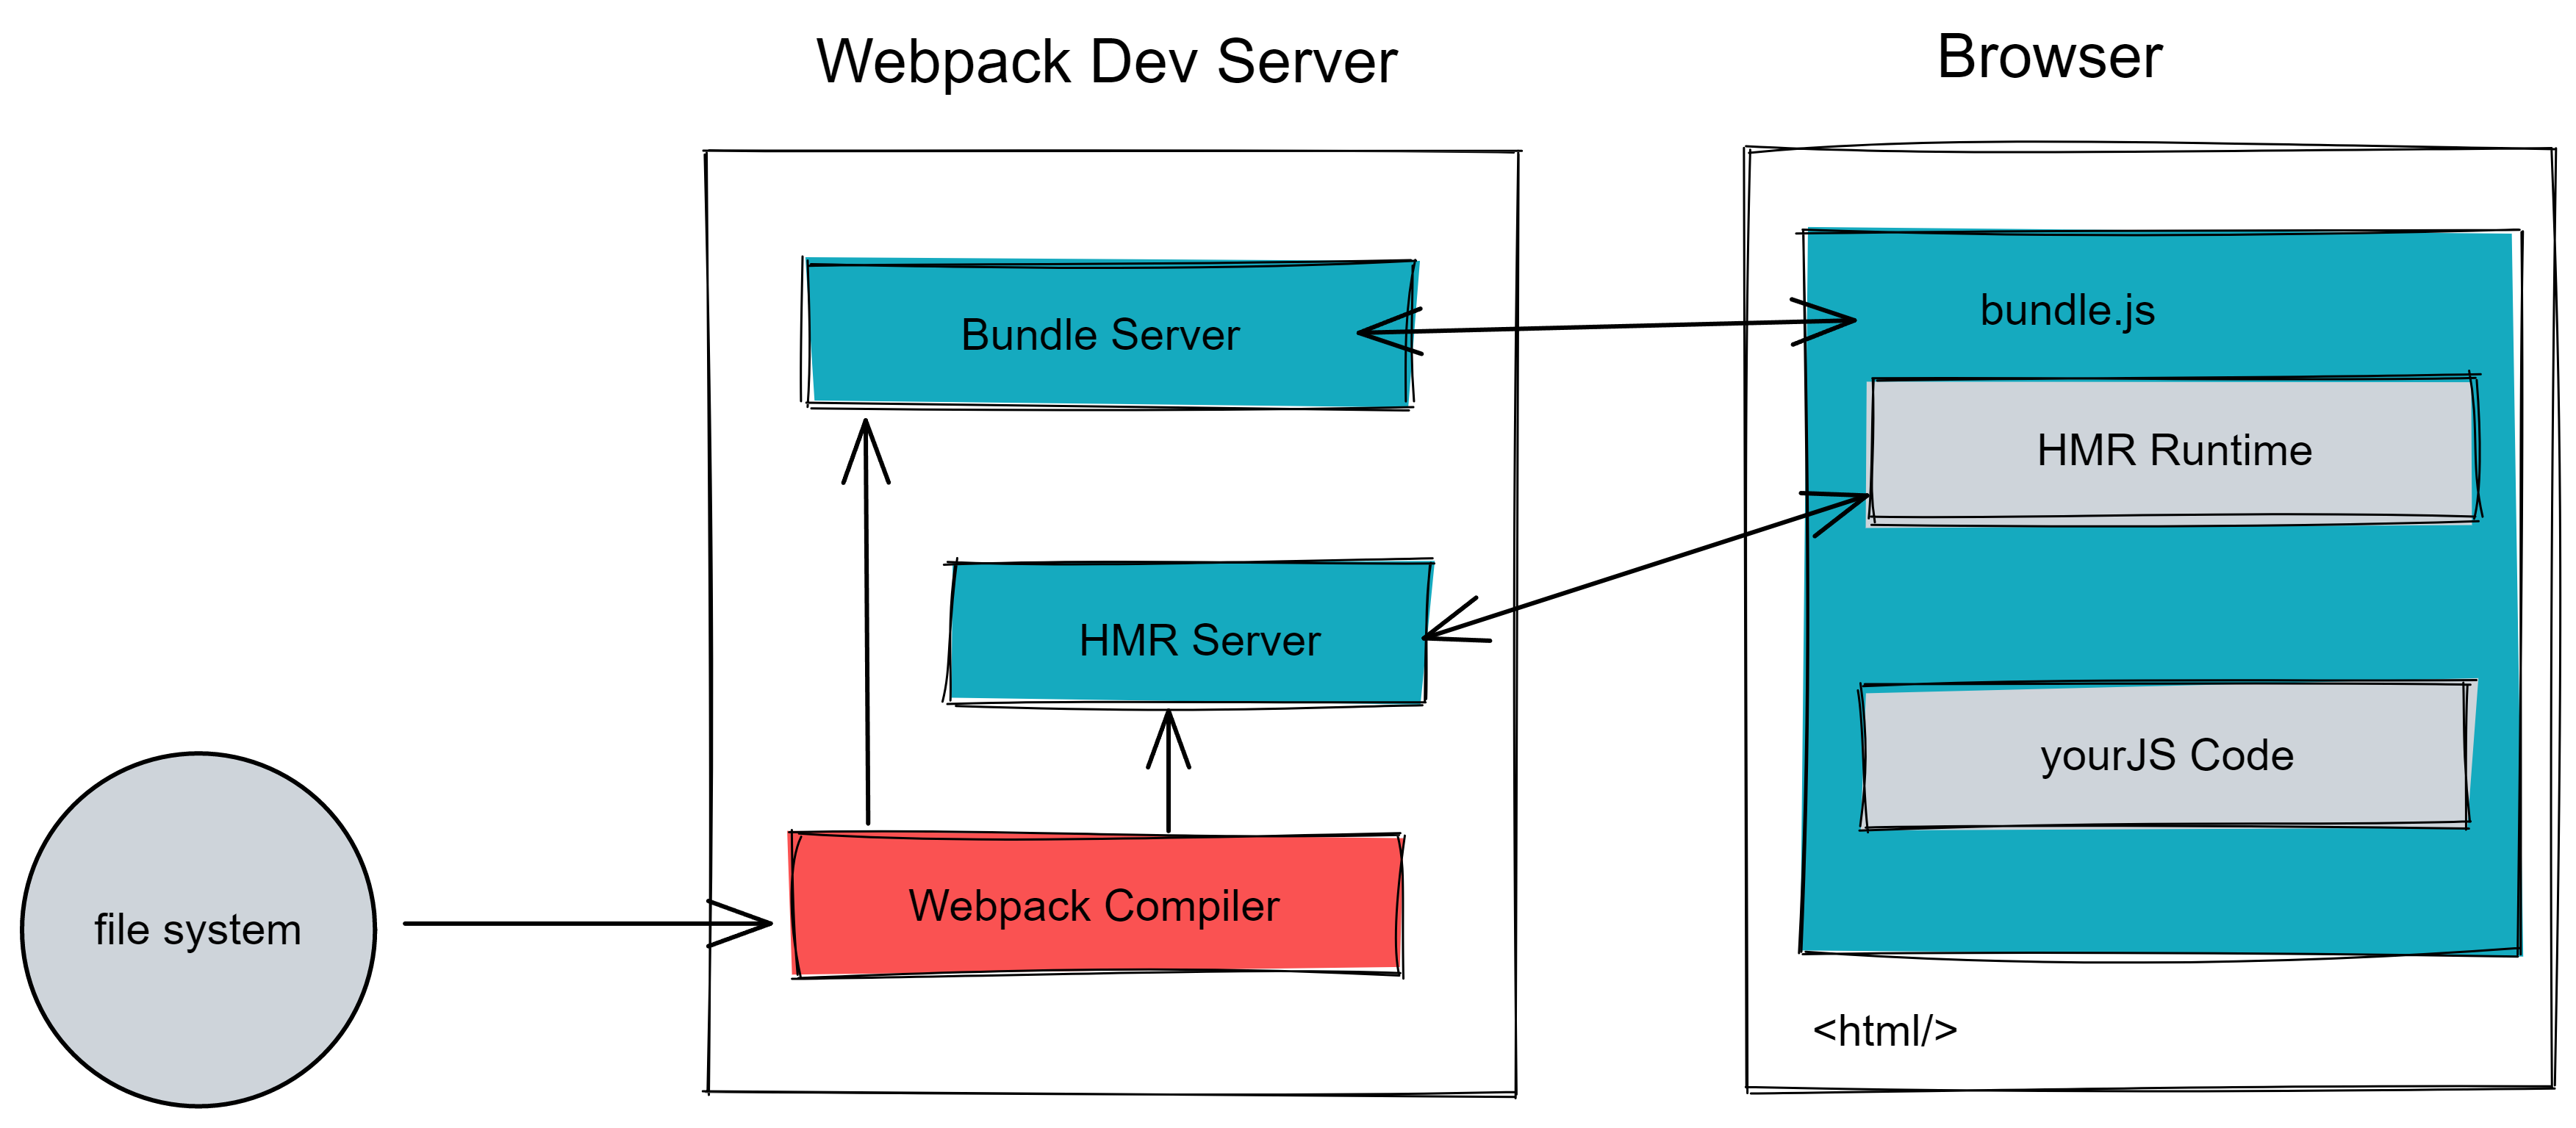 Webpack Dev Server
Browser
Bundle Server
bundle.js
HMR Runtime
HMR Server
yourJS Code
Webpack Compiler
file system
<html/>